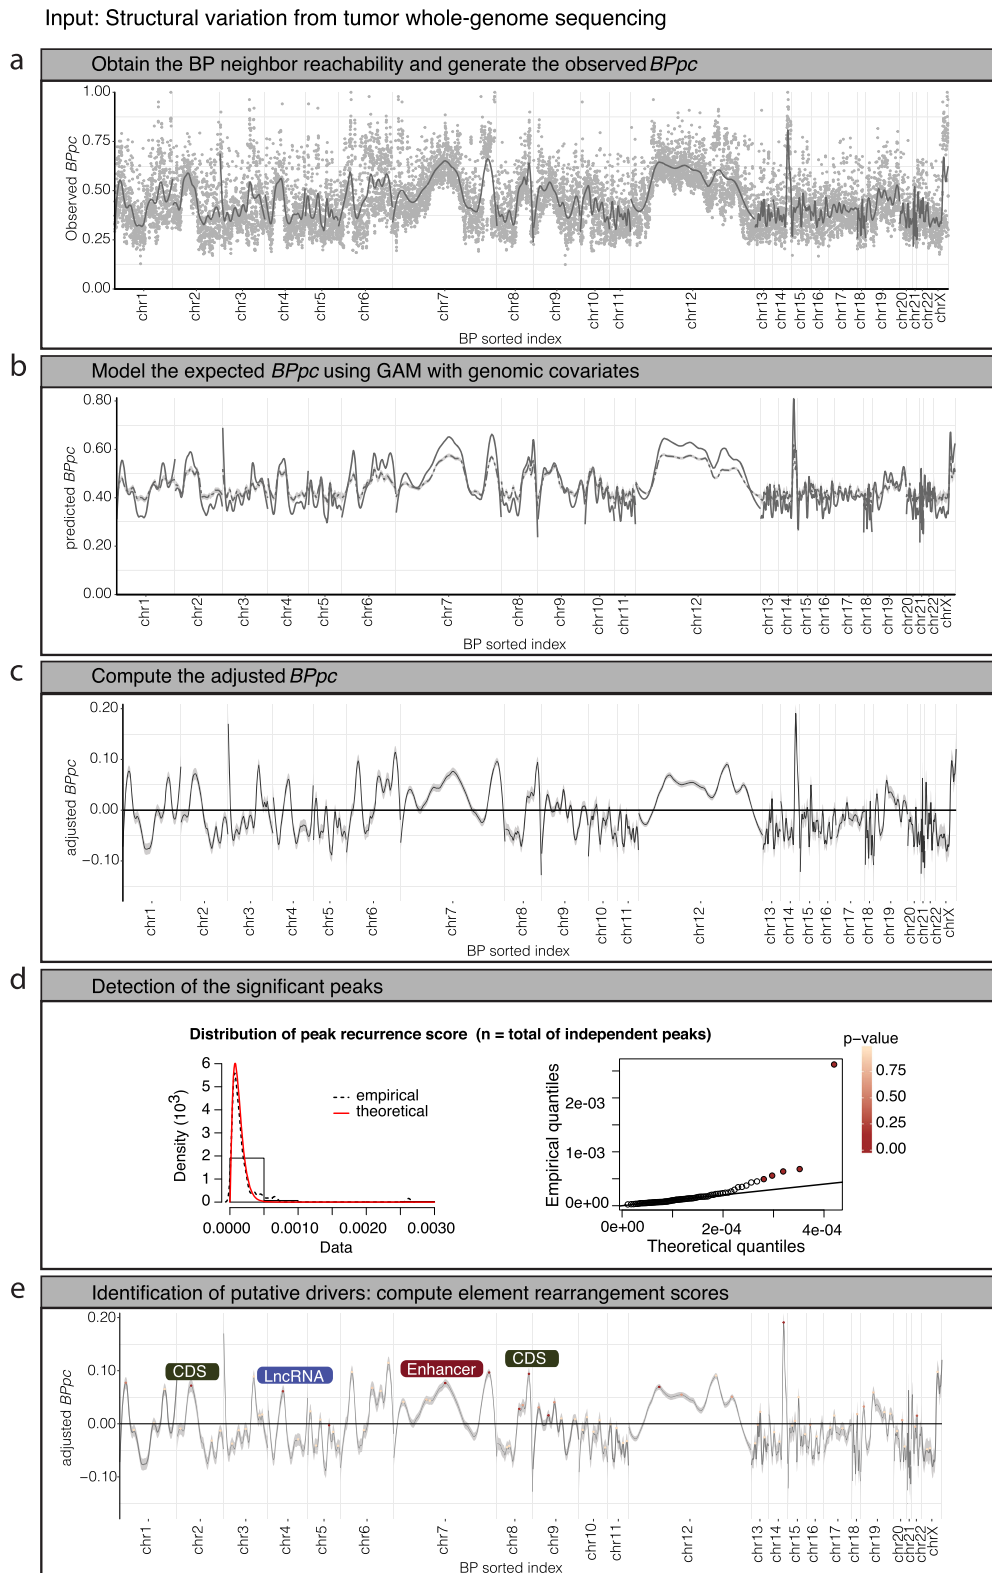 Input: Structural variation from tumor whole-genome sequencing
a
Obtain the BP neighbor reachability and generate the observed BPpc
1.00
0.75
0.50
0.25
0.00
Observed BPpc
chr1 chr2 chr3 chr4 chr5 chr6 chr7 chr8 chr9 chr10 chr11 chr12 chr13 chr14 chr15 chr16 chr17 chr18 chr19 chr20 chr21 chr22 chrX
BP sorted index
b
Model the expected BPpc using GAM with genomic covariates
0.80
0.60
0.40
0.20
0.00
predicted BPpc
chr1 chr2 chr3 chr4 chr5 chr6 chr7 chr8 chr9 chr10 chr11 chr12 chr13 chr14 chr15 chr16 chr17 chr18 chr19 chr20 chr21 chr22 chrX
BP sorted index
c
Compute the adjusted BPpc
0.20
0.10
0.00
−0.10
adjusted BPpc
chr1 chr2 chr3 chr4 chr5 chr6 chr7 chr8 chr9 chr10 chr11 chr12 chr13 chr14 chr15 chr16 chr17 chr18 chr19 chr20 chr21 chr22 chrX
BP sorted index
d
Detection of the significant peaks
Distribution of peak recurrence score (n = total of independent peaks)
6
5
4
3
2
1
0
Density (10³)
empirical
theoretical
0.0000 0.0010 0.0020 0.0030
Data
Empirical quantiles
2e−03
1e−03
0e+00
0e+00 2e−04 4e−04
Theoretical quantiles
p−value
0.75
0.50
0.25
0.00
e
Identification of putative drivers: compute element rearrangement scores
0.20
0.10
0.00
−0.10
adjusted BPpc
CDS
LncRNA
Enhancer
CDS
chr1 chr2 chr3 chr4 chr5 chr6 chr7 chr8 chr9 chr10 chr11 chr12 chr13 chr14 chr15 chr16 chr17 chr18 chr19 chr20 chr21 chr22 chrX
BP sorted index